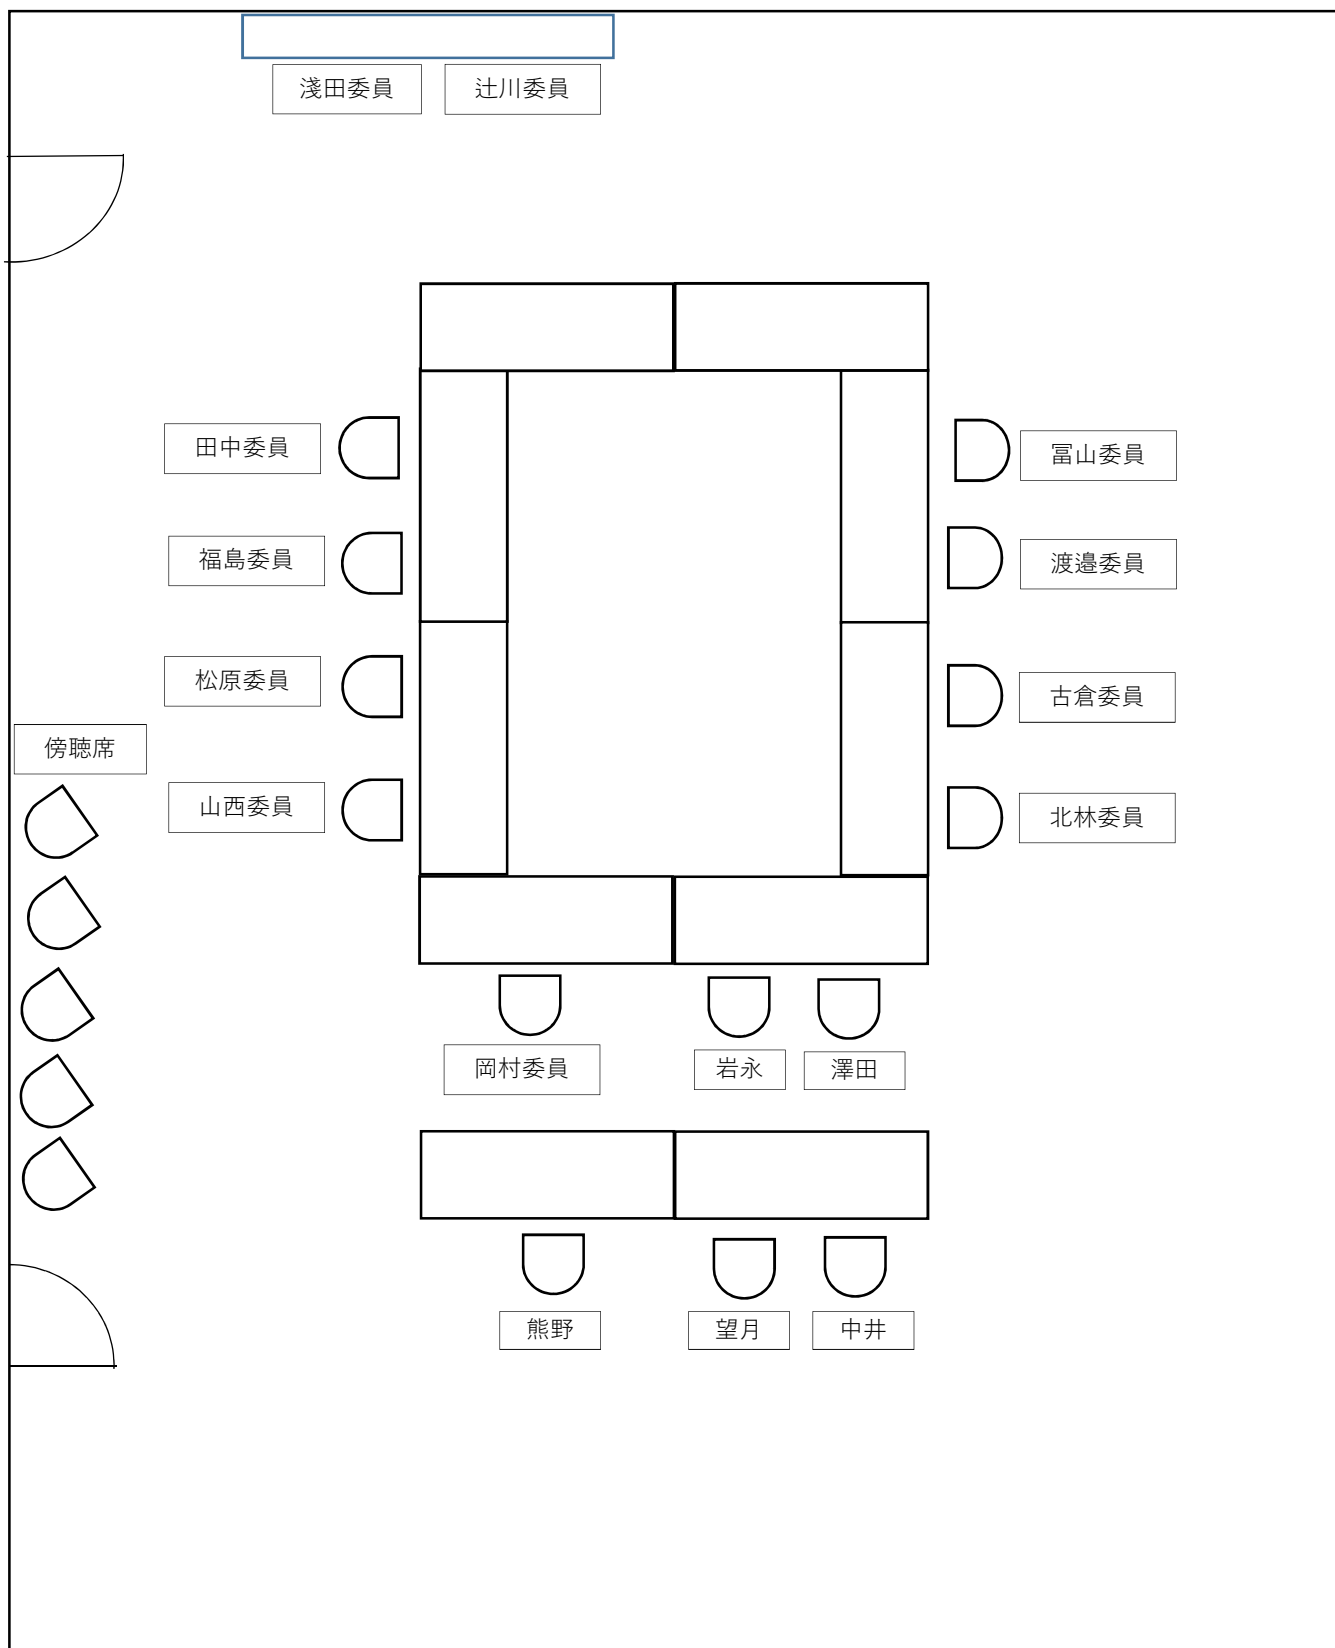 淺田委員
辻川委員
田中委員
冨山委員
福島委員
渡邉委員
松原委員
古倉委員
傍聴席
山西委員
北林委員
岡村委員
岩永
澤田
熊野
望月
中井